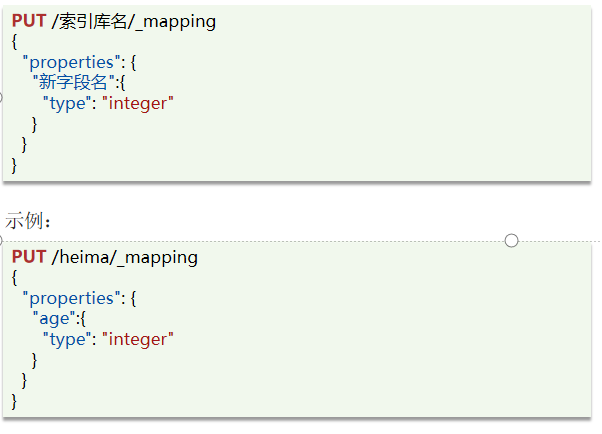 PUT /索引库名/_mapping
{
  "properties": {
    "新字段名":{
      "type": "integer"
    }
  }
}
示例：
PUT /heima/_mapping
{
  "properties": {
    "age":{
      "type": "integer"
    }
  }
}